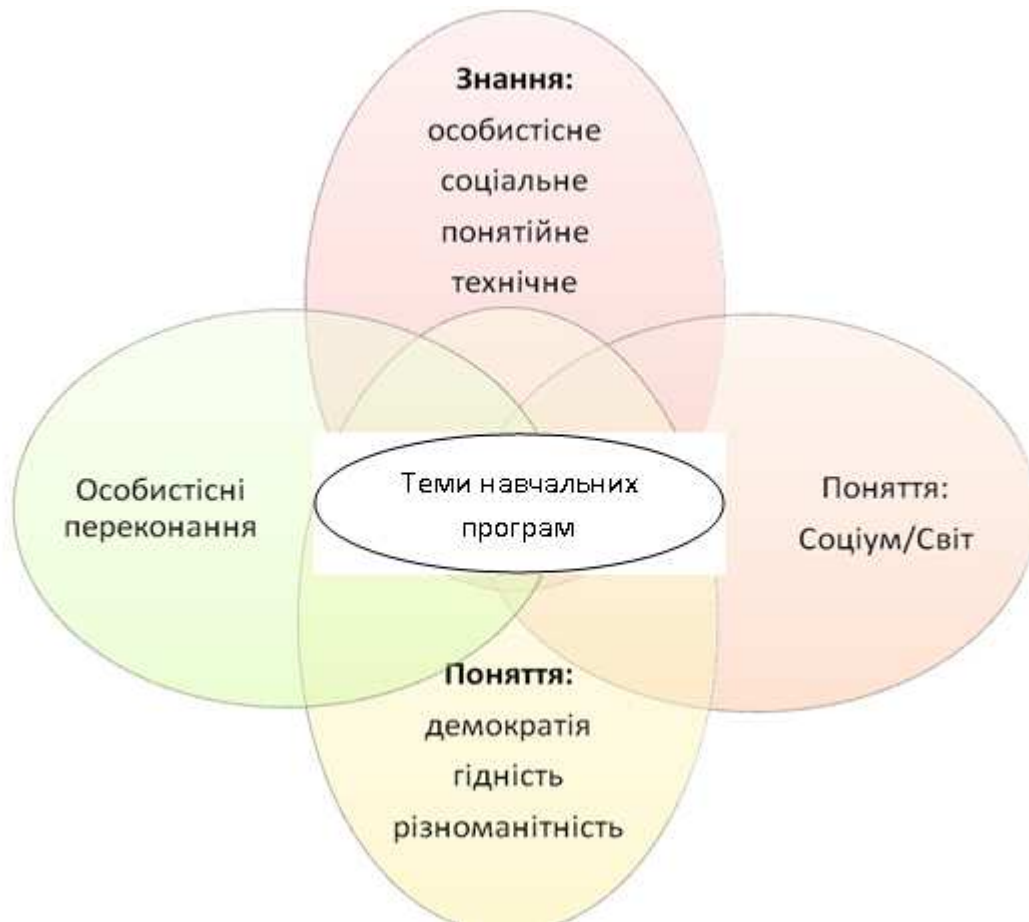 Знання:
особистісне
соціальне
понятійне
технічне
Особистісні
переконання
Теми навчальних
програм
Поняття:
Соціум/Світ
Поняття:
демократія
гідність
різноманітність